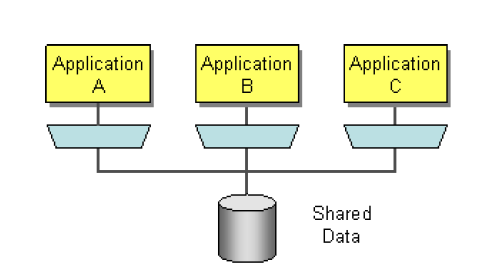 Application
A
Application
B
Application
C
Shared
Data